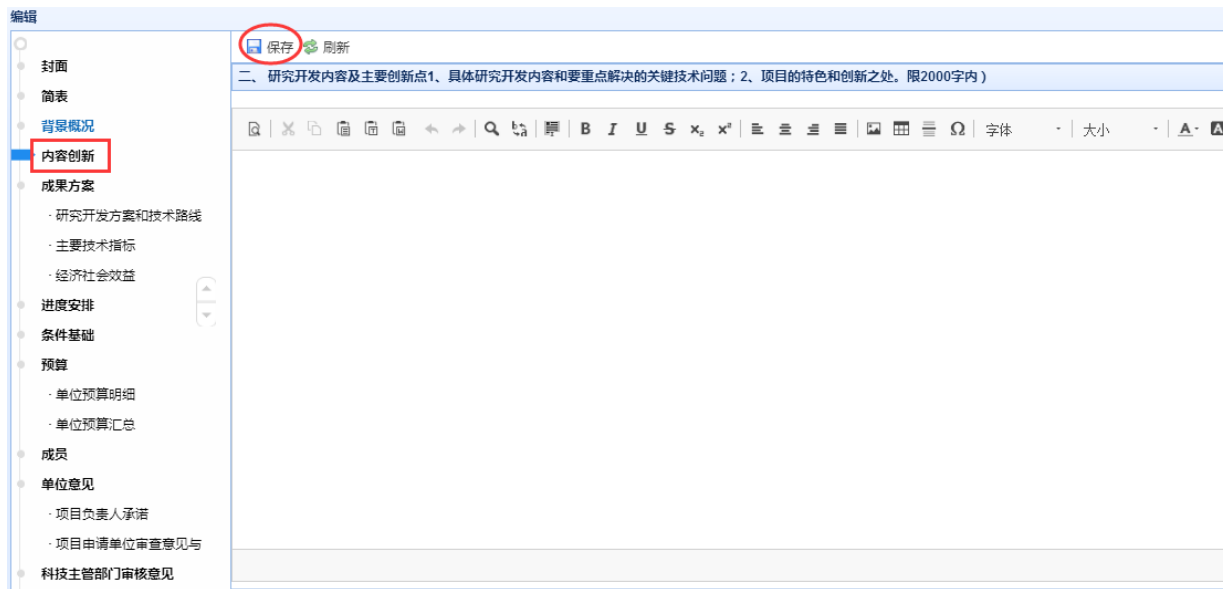 编辑
保存 刷新
二、 研究开发内容及主要创新点1、具体研究开发内容和要重点解决的关键技术问题；2、项目的特色和创新之处。限2000字内）
B I U S x₂ x² Ω 字体 大小 A A
封面
简表
背景概况
内容创新
成果方案
· 研究开发方案和技术路线
· 主要技术指标
· 经济社会效益
进度安排
条件基础
预算
· 单位预算明细
· 单位预算汇总
成员
单位意见
· 项目负责人承诺
· 项目申请单位审查意见与
科技主管部门审核意见